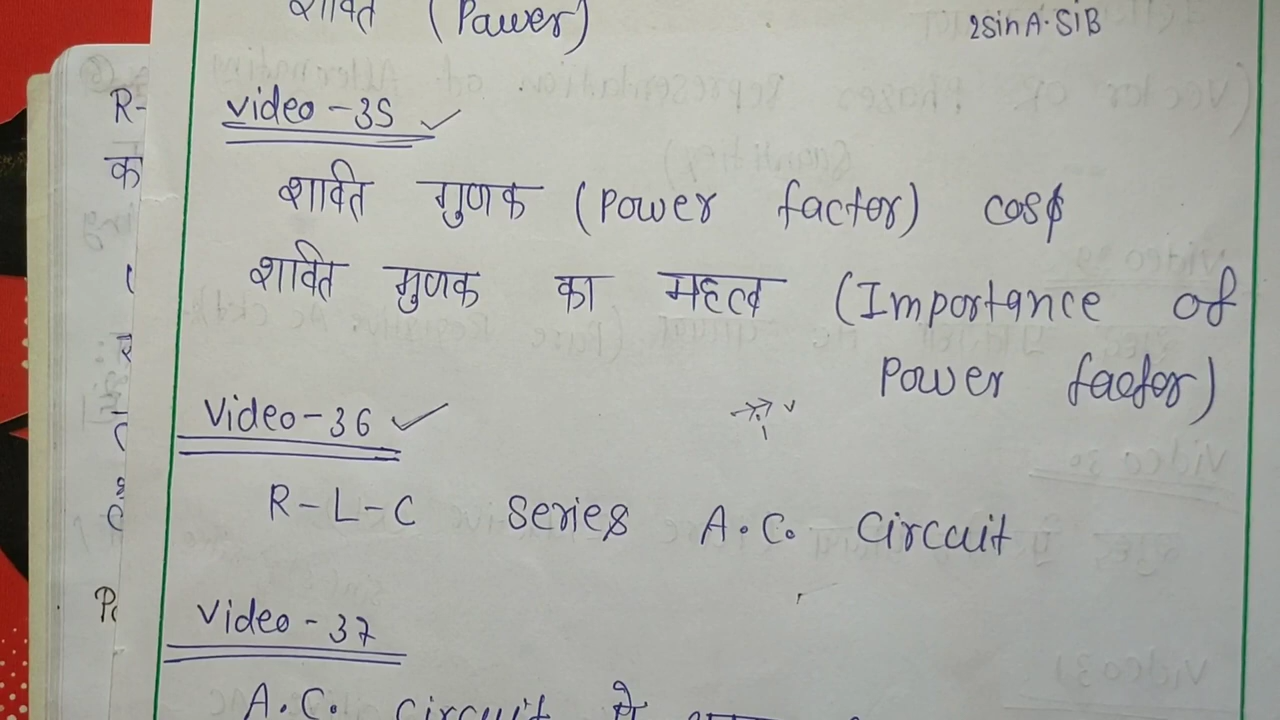 शक्ति (Pawer)
2SinA·SiB
Video-35 ✓
शक्ति गुणक (Power factor) cosϕ
शक्ति गुणक का महत्व (Importance of
Power factor)
Video-36 ✓
R-L-C Series A.C. Circuit
Video-37
A.C. Circuit में